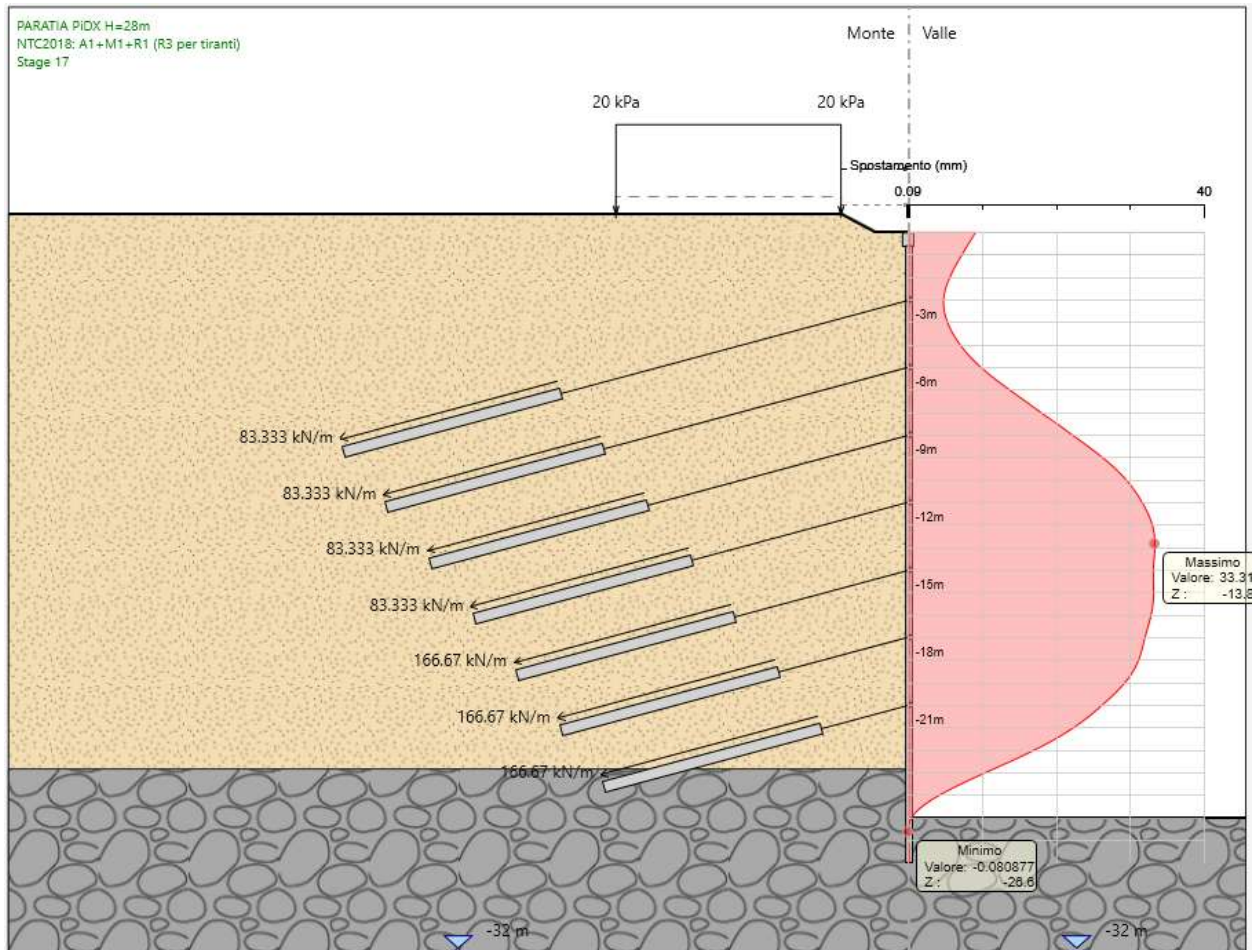 PARATIA PiDX H=28m
NTC2018: A1+M1+R1 (R3 per tiranti)
Stage 17
Monte
Valle
20 kPa
20 kPa
Spostamento (mm)
0.09
40
-3m
-6m
-9m
-12m
-15m
-18m
-21m
83.333 kN/m
83.333 kN/m
83.333 kN/m
83.333 kN/m
166.67 kN/m
166.67 kN/m
166.67 kN/m
Massimo
Valore: 33.31
Z : -13.8
Minimo
Valore: -0.080877
Z : -26.6
-32 m
-32 m